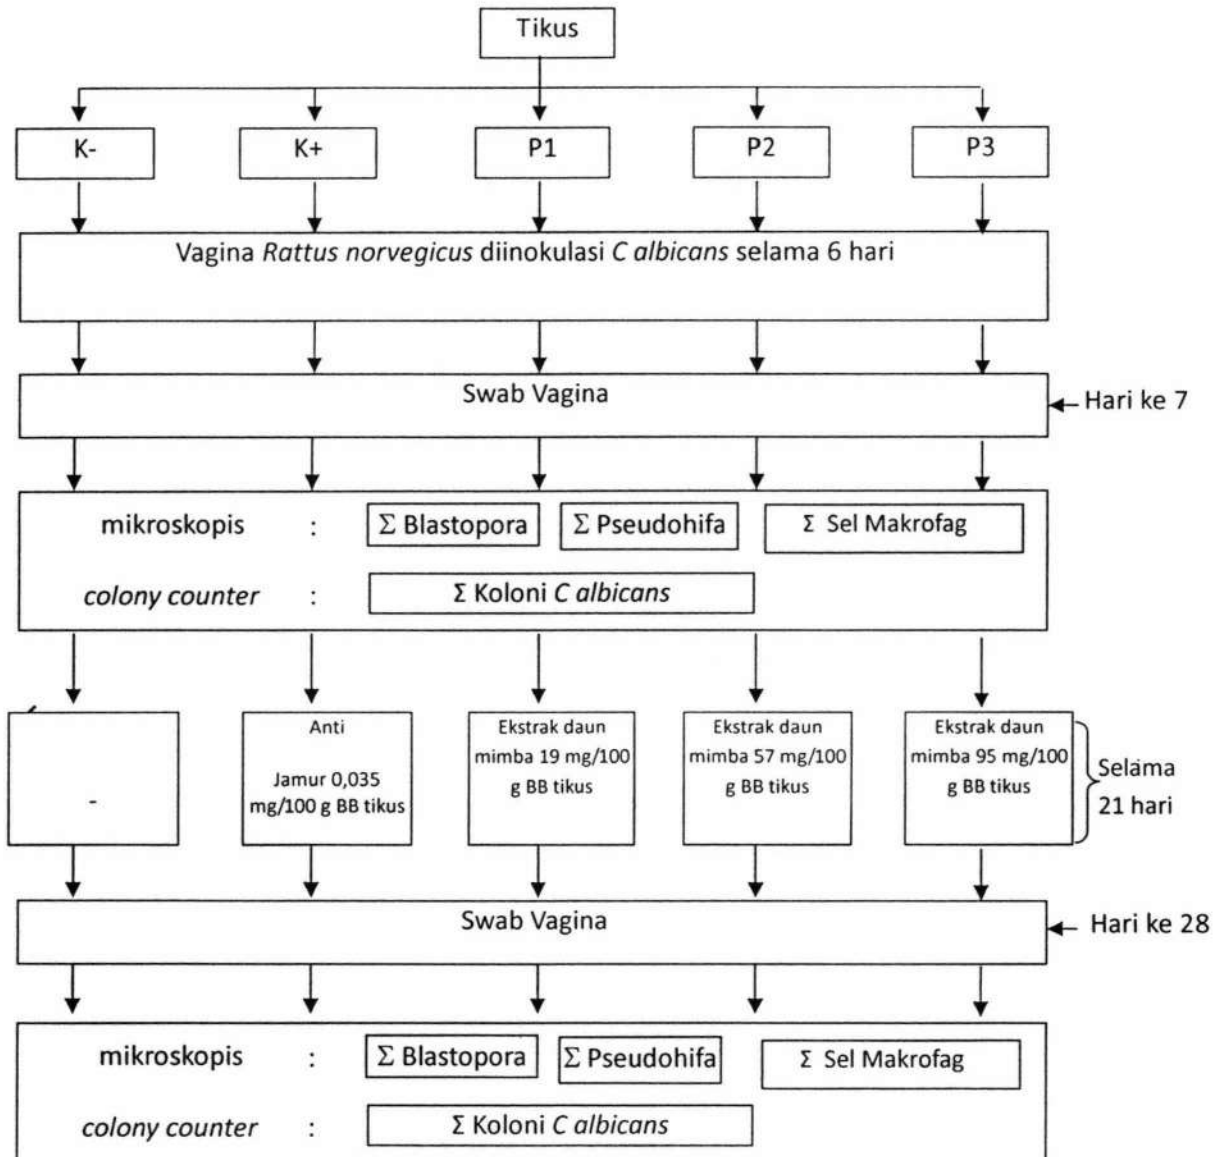 Tikus
K- K+ P1 P2 P3
Vagina Rattus norvegicus diinokulasi C albicans selama 6 hari
Swab Vagina
Hari ke 7
mikroskopis : Σ Blastopora Σ Pseudohifa Σ Sel Makrofag
colony counter : Σ Koloni C albicans
-
Anti
Jamur 0,035
mg/100 g BB tikus
Ekstrak daun
mimba 19 mg/100
g BB tikus
Ekstrak daun
mimba 57 mg/100
g BB tikus
Ekstrak daun
mimba 95 mg/100
g BB tikus
Selama
21 hari
Swab Vagina
Hari ke 28
mikroskopis : Σ Blastopora Σ Pseudohifa Σ Sel Makrofag
colony counter : Σ Koloni C albicans